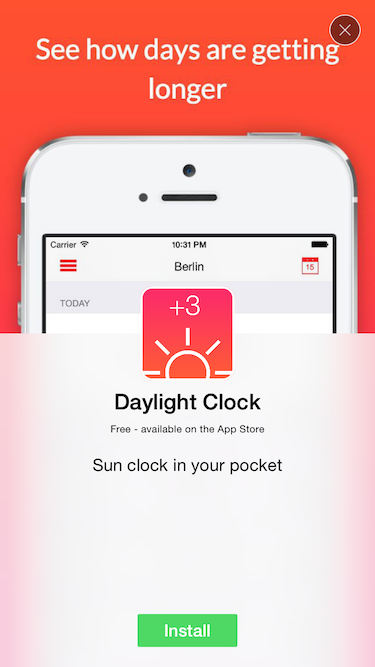 See how days are getting
longer
Carrier 10:31 PM
Berlin
15
TODAY
+3
Daylight Clock
Free - available on the App Store
Sun clock in your pocket
Install